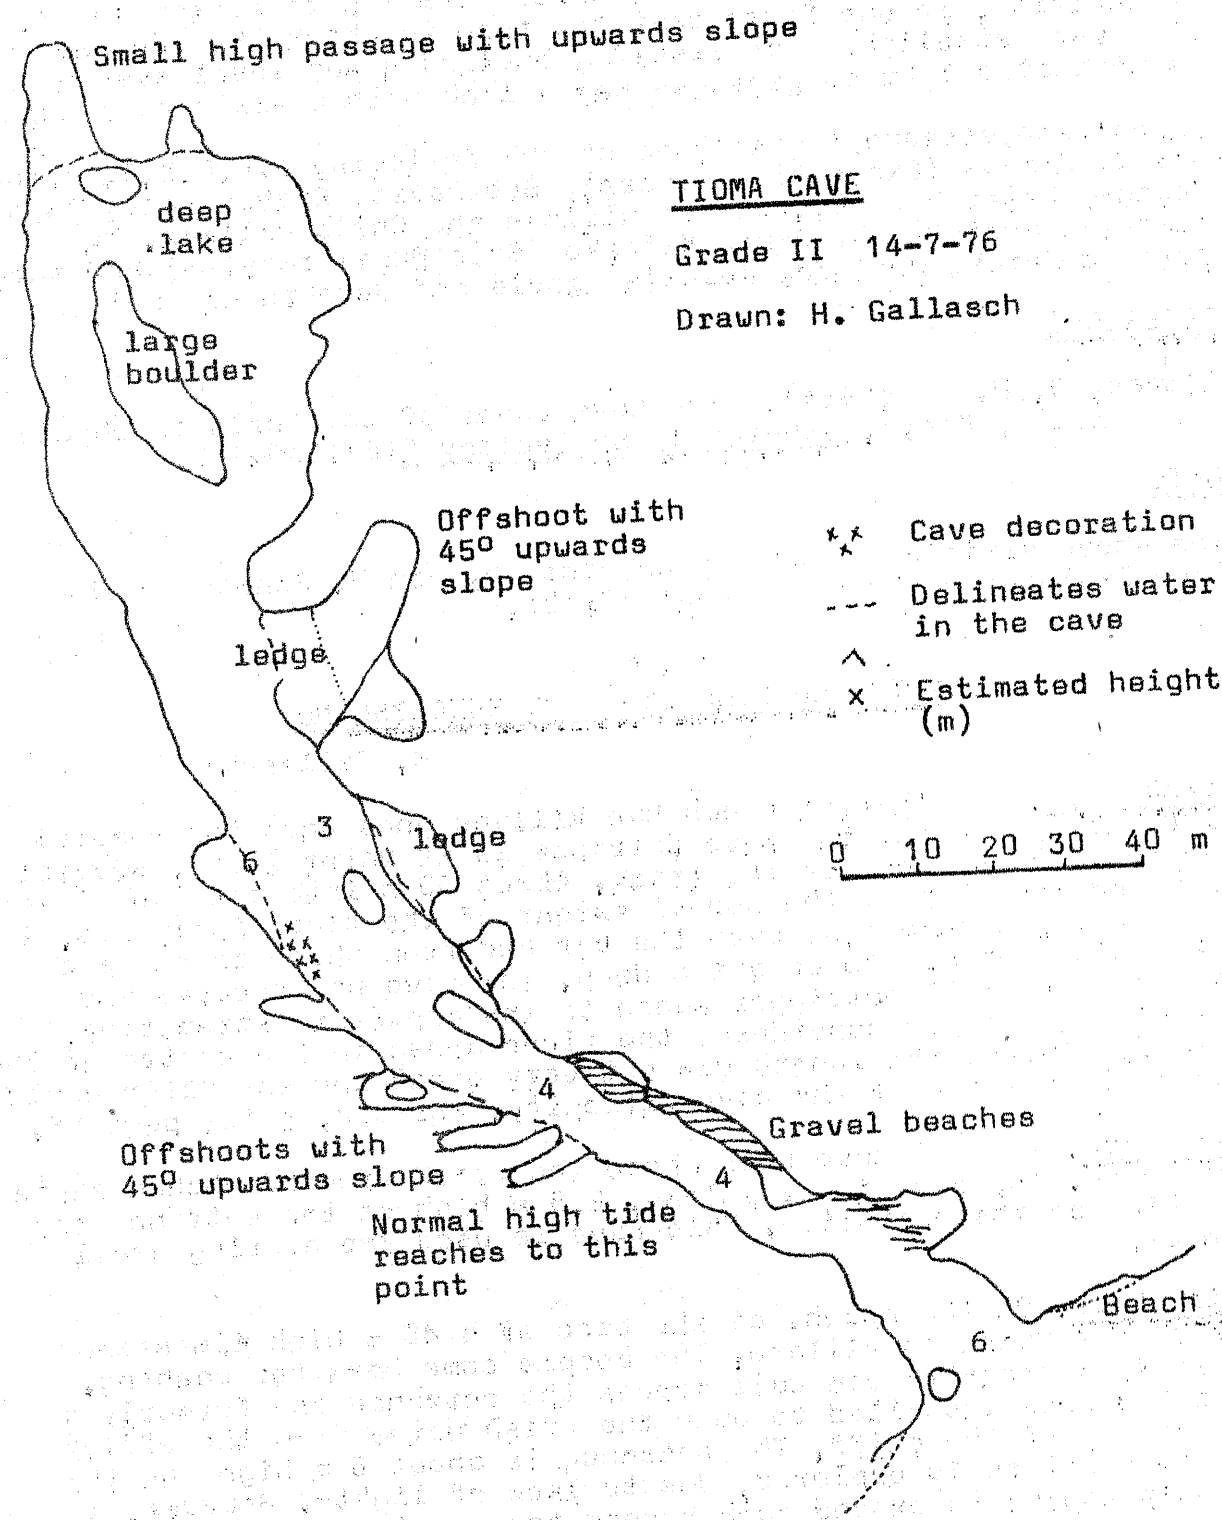 Small high passage with upwards slope
TIOMA CAVE
Grade II 14-7-76
Drawn: H. Gallasch
deep
lake
large
boulder
Offshoot with
45º upwards
slope
ledge
Cave decoration
--- Delineates water
in the cave
^
x Estimated height
(m)
0 10 20 30 40 m
3
ledge
6
4
Gravel beaches
4
Offshoots with
45º upwards slope
Normal high tide
reaches to this
point
Beach
6